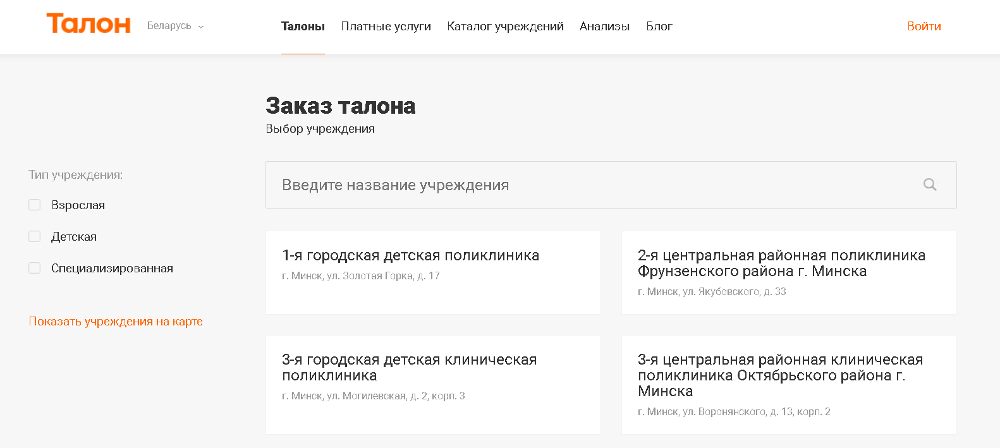 Талон
Беларусь
Талоны
Платные услуги
Каталог учреждений
Анализы
Блог
Войти
Заказ талона
Выбор учреждения
Тип учреждения:
Взрослая
Детская
Специализированная
Показать учреждения на карте
Введите название учреждения
1-я городская детская поликлиника
г. Минск, ул. Золотая Горка, д. 17
2-я центральная районная поликлиника
Фрунзенского района г. Минска
г. Минск, ул. Якубовского, д. 33
3-я городская детская клиническая
поликлиника
г. Минск, ул. Могилевская, д. 2, корп. 3
3-я центральная районная клиническая
поликлиника Октябрьского района г.
Минска
г. Минск, ул. Воронянского, д. 13, корп. 2